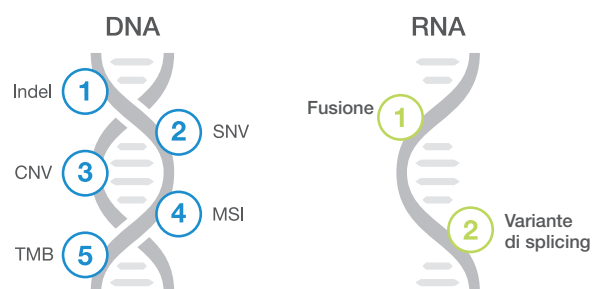 DNA
Indel 1
2 SNV
CNV 3
4 MSI
TMB 5
RNA
Fusione 1
2 Variante
di splicing